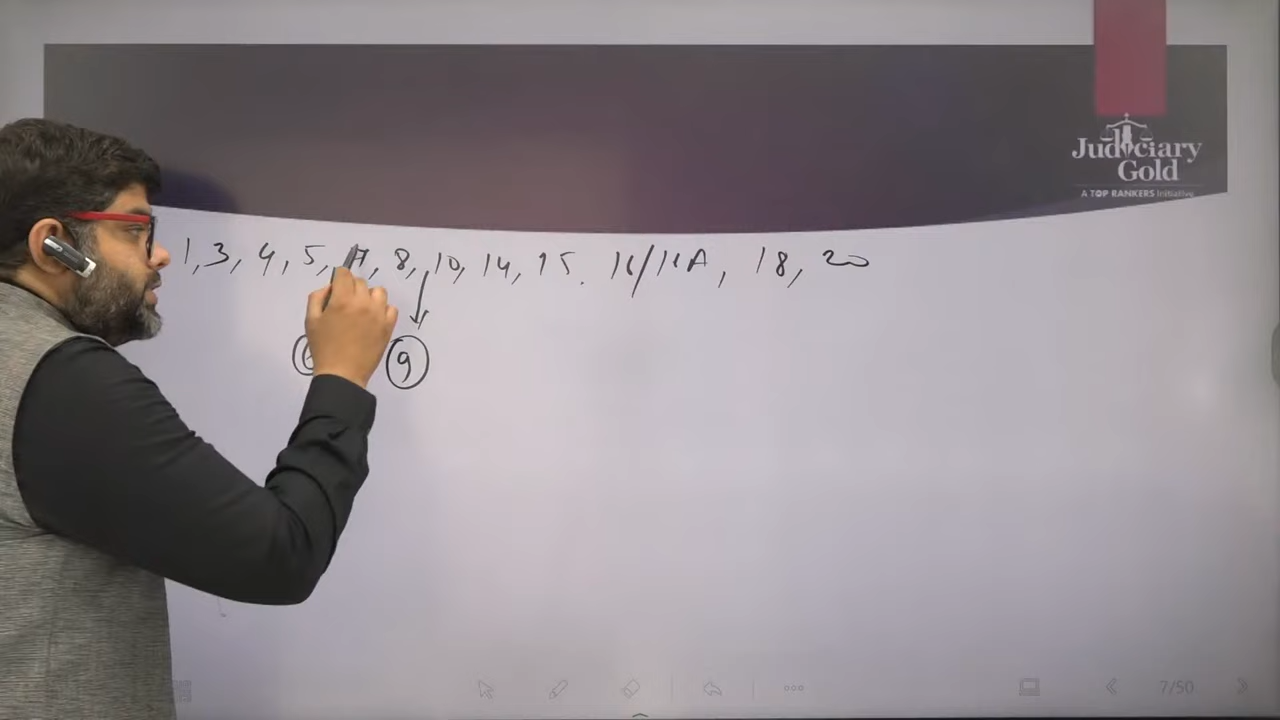 Judiciary
Gold
A TOP RANKERS Initiative
1, 3, 4, 5, 7, 8, 10, 14, 15. 16/16A, 18, 20
9
7/50